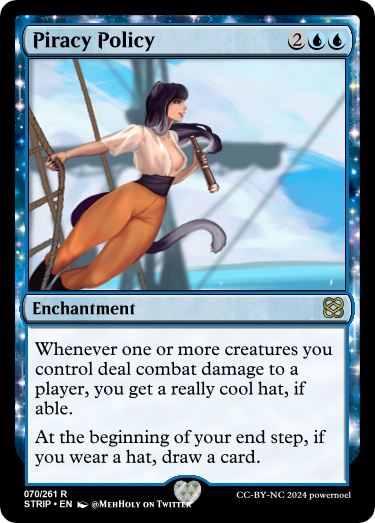 Piracy Policy 2
Enchantment
Whenever one or more creatures you
control deal combat damage to a
player, you get a really cool hat, if
able.
At the beginning of your end step, if
you wear a hat, draw a card.
070/261 R
STRIP • EN @MehHoly on Twitter
CC-BY-NC 2024 powernoel